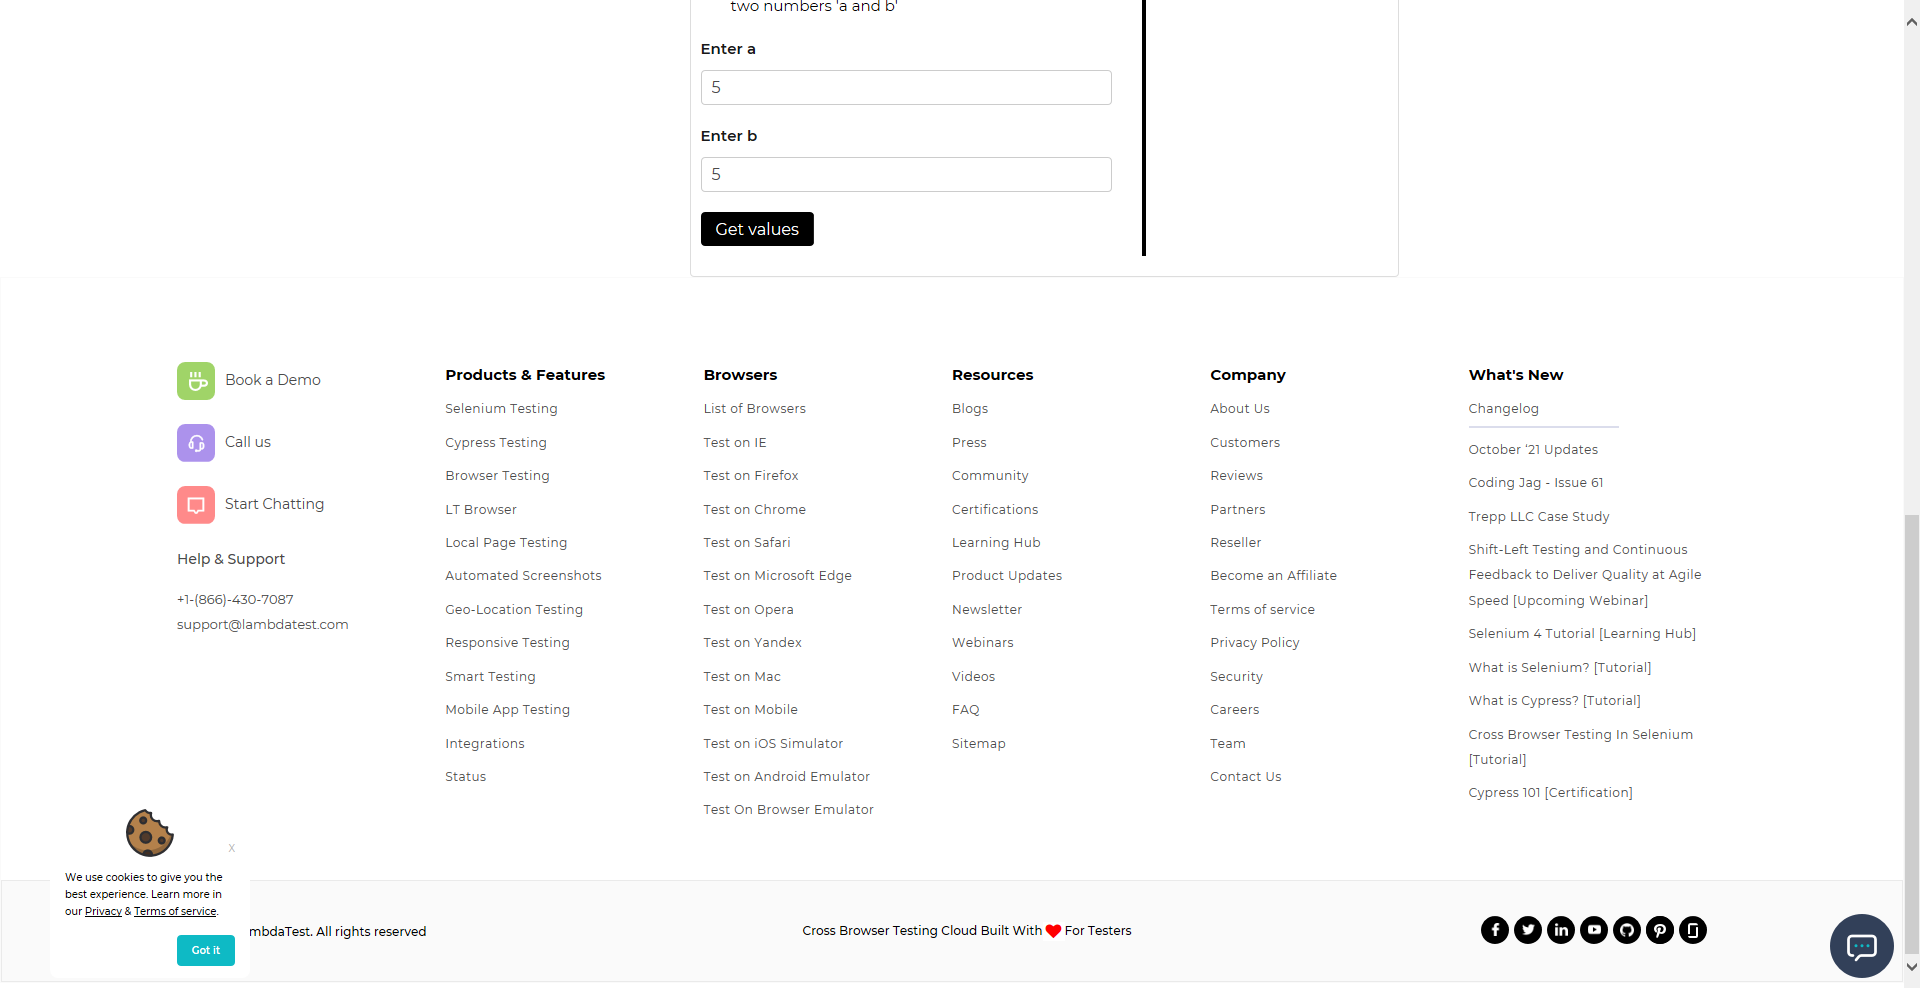 two numbers 'a and b'
Enter a
5
Enter b
5
Get values
Book a Demo
Call us
Start Chatting
Help & Support
+1-(866)-430-7087
support@lambdatest.com
Products & Features
Selenium Testing
Cypress Testing
Browser Testing
LT Browser
Local Page Testing
Automated Screenshots
Geo-Location Testing
Responsive Testing
Smart Testing
Mobile App Testing
Integrations
Status
Browsers
List of Browsers
Test on IE
Test on Firefox
Test on Chrome
Test on Safari
Test on Microsoft Edge
Test on Opera
Test on Yandex
Test on Mac
Test on Mobile
Test on iOS Simulator
Test on Android Emulator
Test On Browser Emulator
Resources
Blogs
Press
Community
Certifications
Learning Hub
Product Updates
Newsletter
Webinars
Videos
FAQ
Sitemap
Company
About Us
Customers
Reviews
Partners
Reseller
Become an Affiliate
Terms of service
Privacy Policy
Security
Careers
Team
Contact Us
What's New
Changelog
October '21 Updates
Coding Jag - Issue 61
Trepp LLC Case Study
Shift-Left Testing and Continuous
Feedback to Deliver Quality at Agile
Speed [Upcoming Webinar]
Selenium 4 Tutorial [Learning Hub]
What is Selenium? [Tutorial]
What is Cypress? [Tutorial]
Cross Browser Testing In Selenium
[Tutorial]
Cypress 101 [Certification]
X
We use cookies to give you the
best experience. Learn more in
our Privacy & Terms of service.
Got it
mbdaTest. All rights reserved
Cross Browser Testing Cloud Built With For Testers